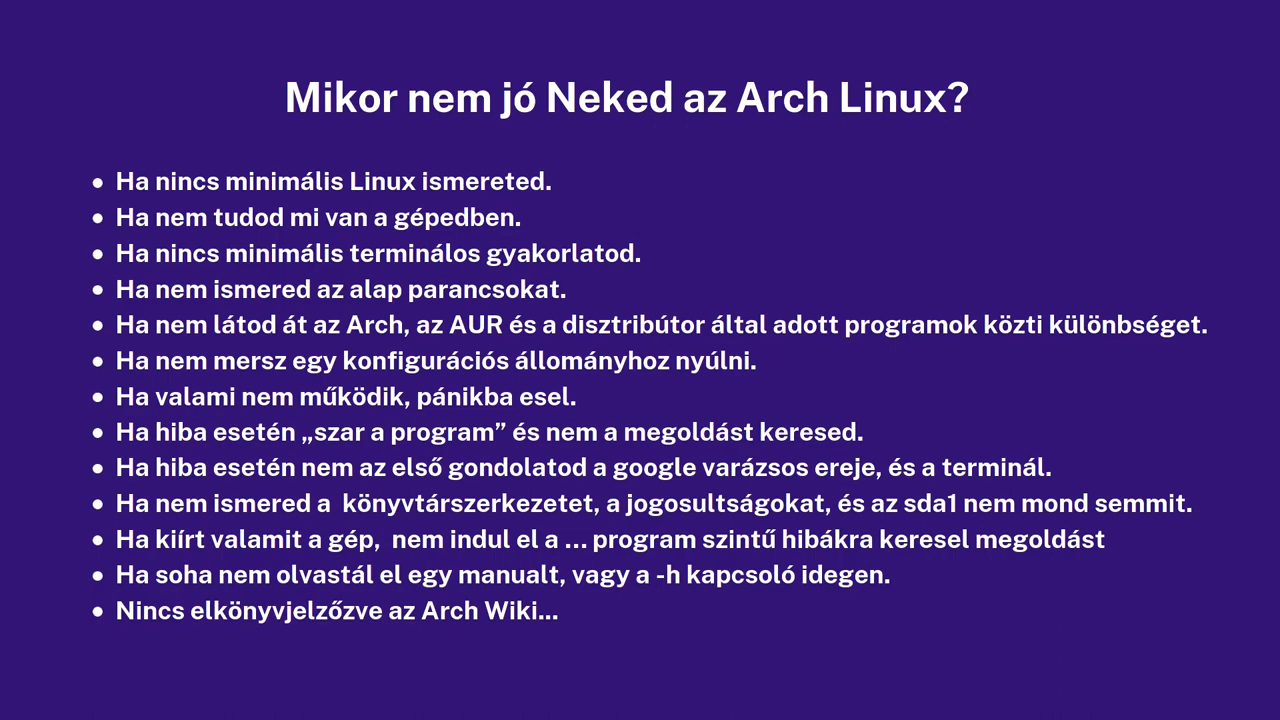 Mikor nem jó Neked az Arch Linux?
• Ha nincs minimális Linux ismereted.
• Ha nem tudod mi van a gépedben.
• Ha nincs minimális terminálos gyakorlatod.
• Ha nem ismered az alap parancsokat.
• Ha nem látod át az Arch, az AUR és a disztribútor által adott programok közti különbséget.
• Ha nem mersz egy konfigurációs állományhoz nyúlni.
• Ha valami nem működik, pánikba esel.
• Ha hiba esetén „szar a program” és nem a megoldást keresed.
• Ha hiba esetén nem az első gondolatod a google varázsos ereje, és a terminál.
• Ha nem ismered a  könyvtárszerkezetet, a jogosultságokat, és az sda1 nem mond semmit.
• Ha kiírt valamit a gép,  nem indul el a ... program szintű hibákra keresel megoldást
• Ha soha nem olvastál el egy manualt, vagy a -h kapcsoló idegen.
• Nincs elkönyvjelzőzve az Arch Wiki...